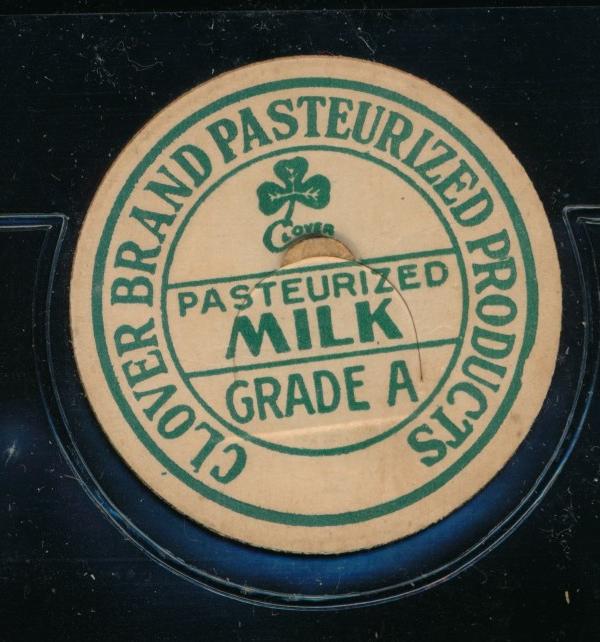 CLOVER BRAND PASTEURIZED PRODUCTS
CLOVER
PASTEURIZED
MILK
GRADE A